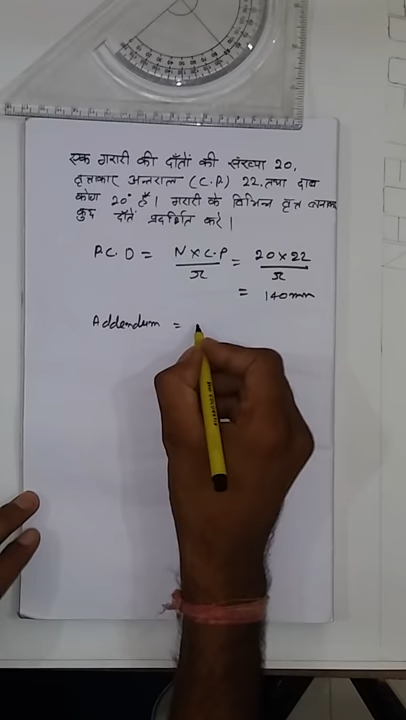 एक गरारी की दाँतों की संख्या 20,
वृत्ताकार अन्तराल (C.P) 22, तथा दाब
कोण 20° है। गरारी के विभिन्न वृत्त बनाकर
कुछ दाँते प्रदर्शित करे।
P.C.D = N×C.P/π = 20×22/π
= 140mm
Addendum =